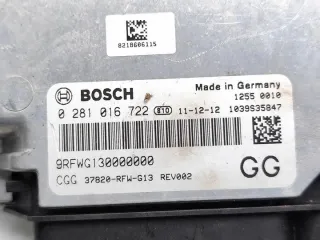 8218606115
BOSCH
Made in Germany
1255 0010
0 281 016 722 E10 11-12-12 1039S35847
9RFWG130000000
CGG 37820-RFW-G13 REV002
GG